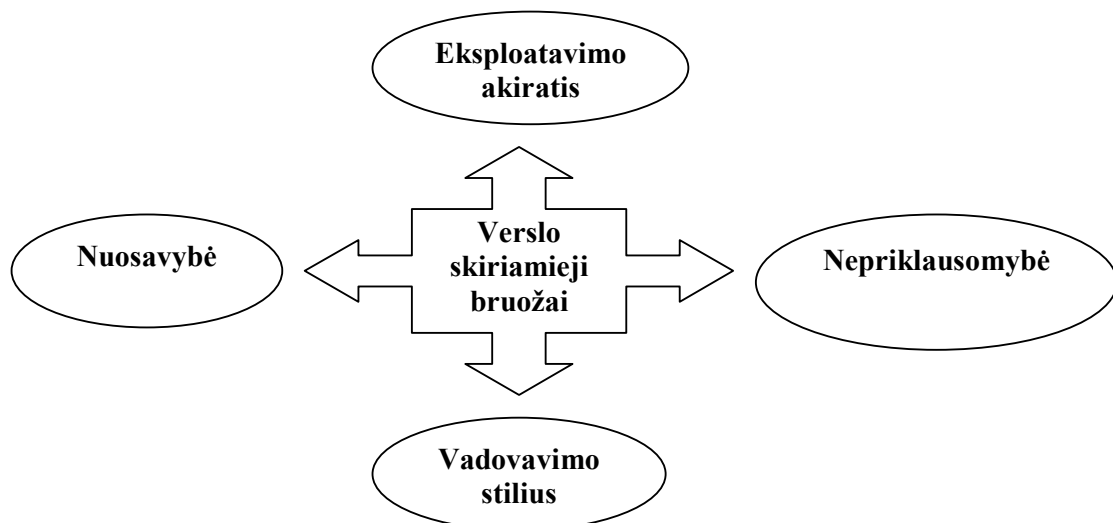 Eksploatavimo
akiratis
Nuosavybė
Verslo
skiriamieji
bruožai
Nepriklausomybė
Vadovavimo
stilius